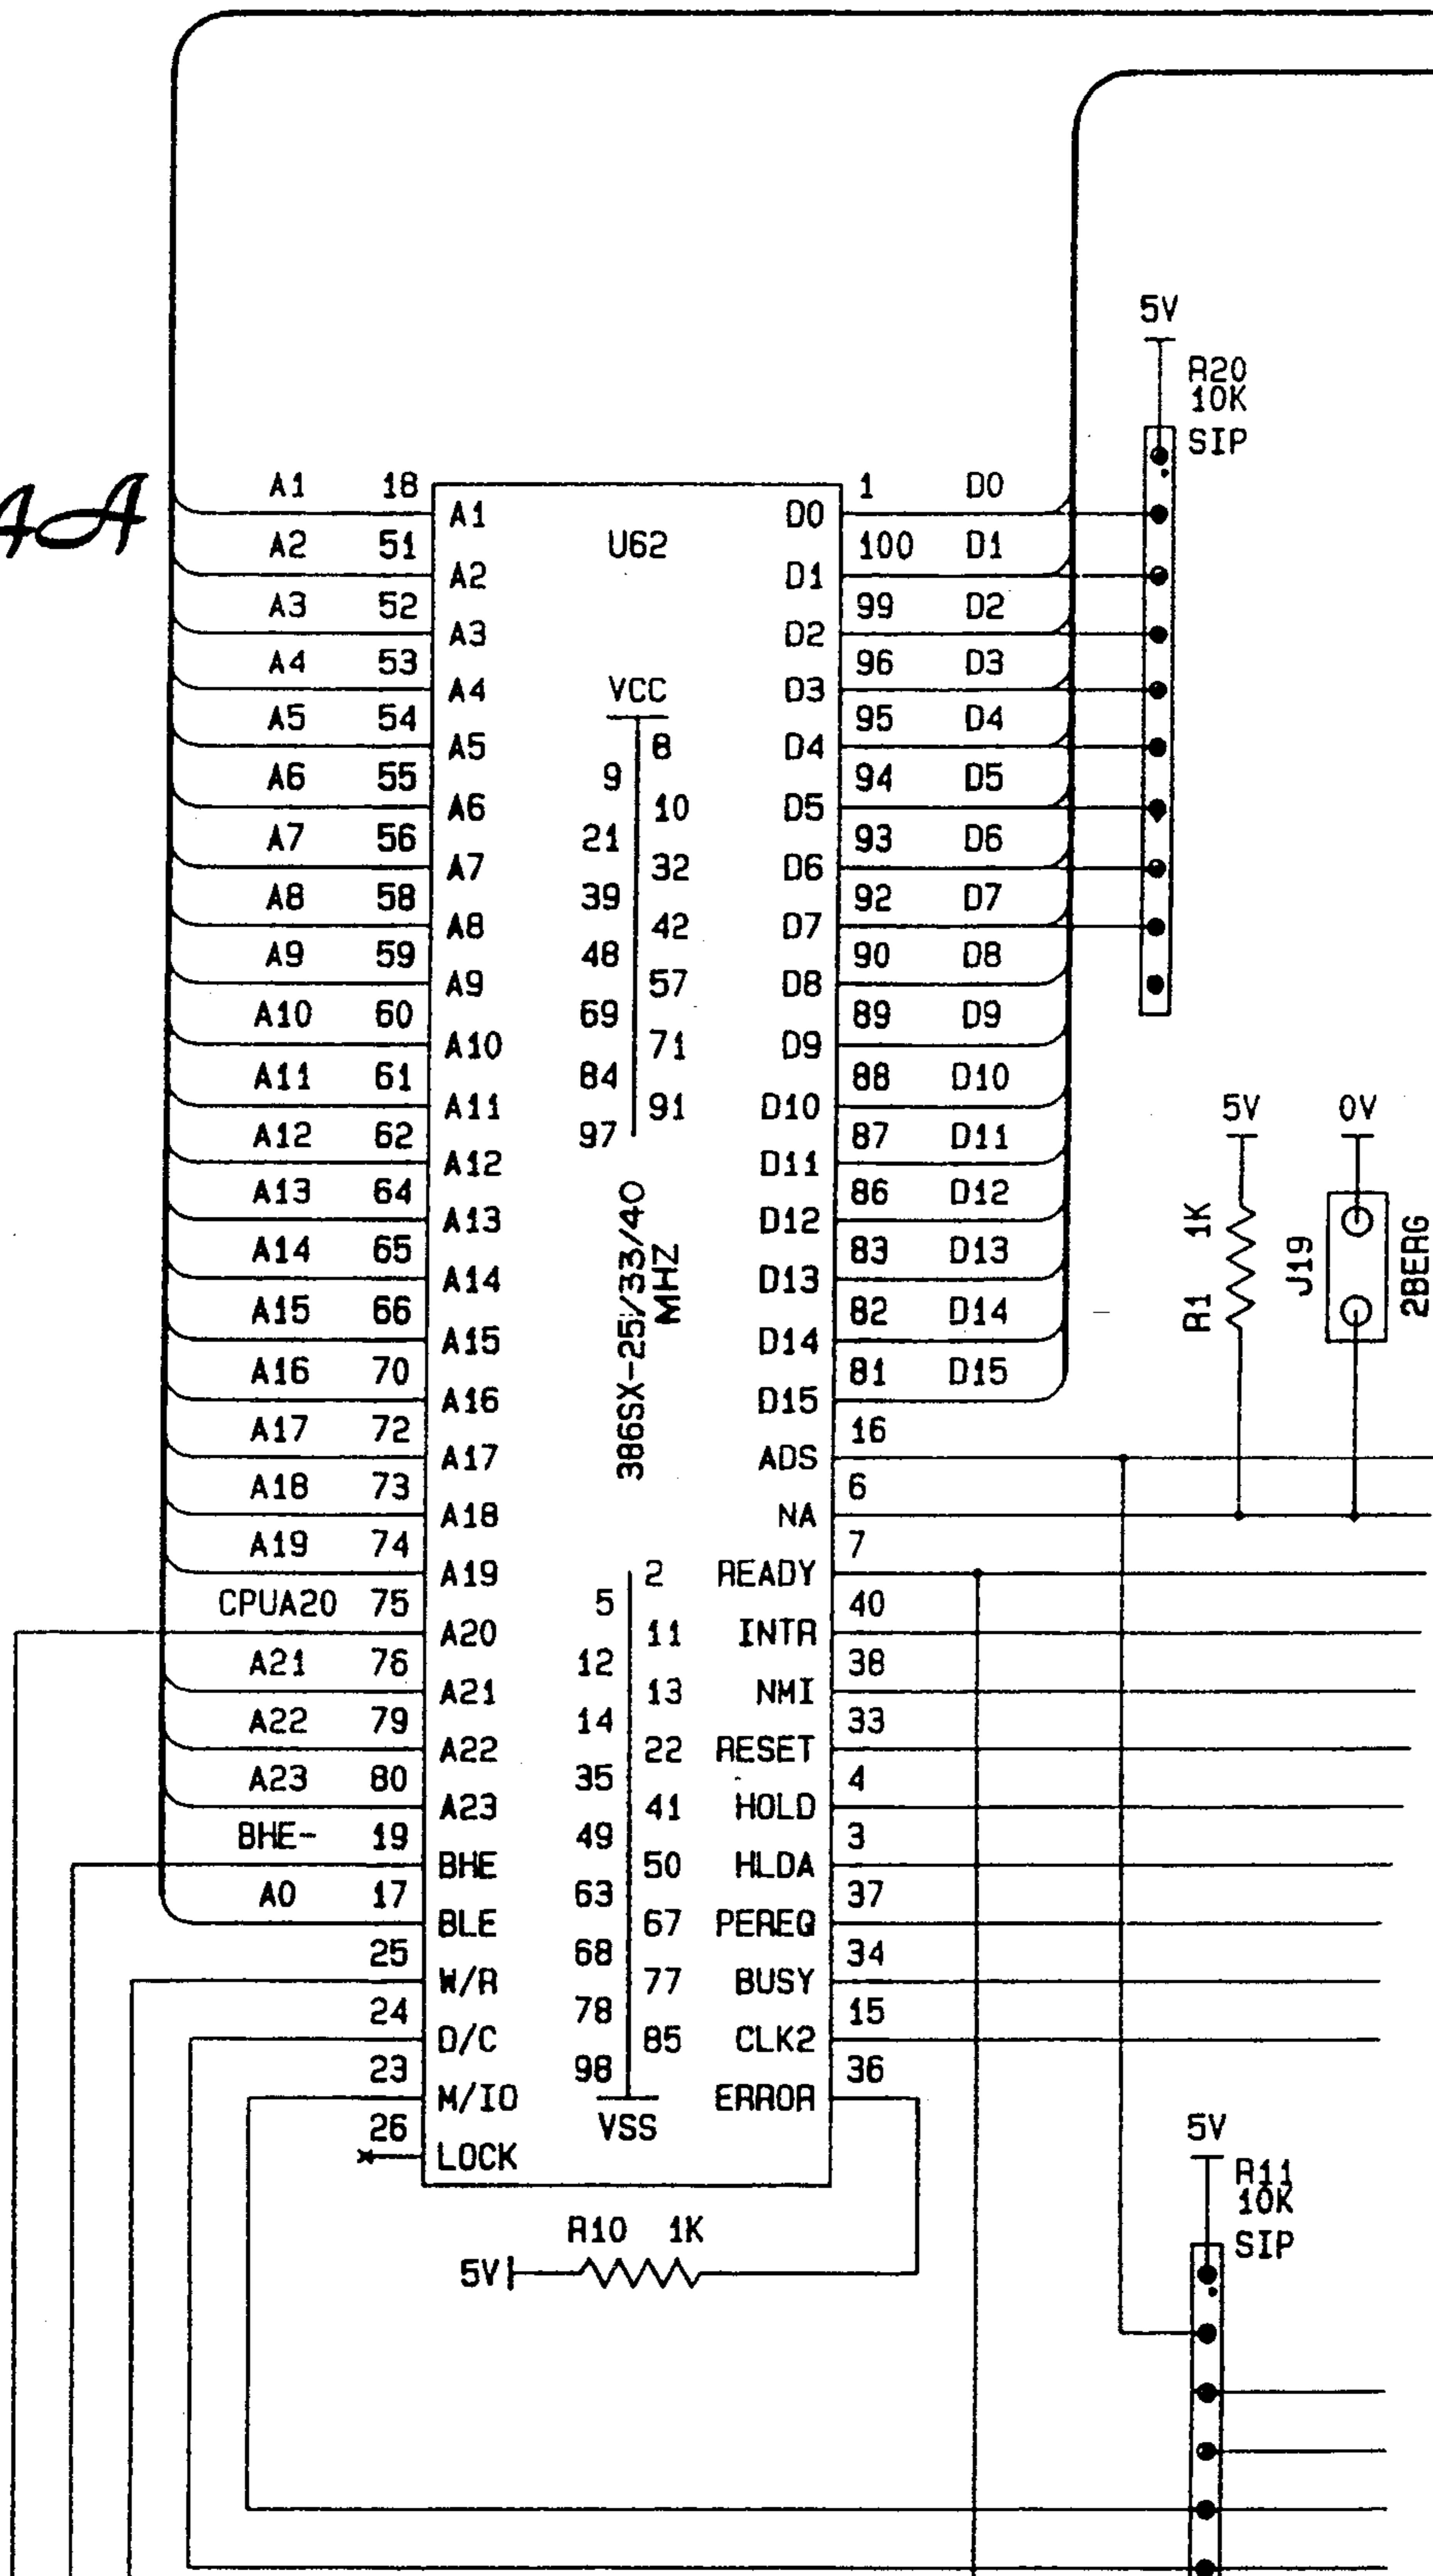 5V
R20
10K
SIP
A1 18 A1 U62 D0 1 D0
A2 51 A2 D1 100 D1
A3 52 A3 D2 99 D2
A4 53 A4 VCC D3 96 D3
A5 54 A5 8 D4 95 D4
A6 55 A6 9 10 D5 94 D5
A7 56 A7 21 32 D6 93 D6
A8 58 A8 39 42 D7 92 D7
A9 59 A9 48 57 D8 90 D8
A10 60 A10 69 71 D9 89 D9
A11 61 A11 84 91 D10 88 D10
A12 62 A12 97 D11 87 D11
A13 64 A13 D12 86 D12
A14 65 A14 D13 83 D13
A15 66 A15 D14 82 D14
A16 70 A16 D15 81 D15
386SX-25/33/40
MHZ
5V 0V
R1 1K
J19
2BERG
A17 72 A17 ADS 16
A18 73 A18 NA 6
A19 74 A19 2 READY 7
CPUA20 75 A20 5 11 INTR 40
A21 76 A21 12 13 NMI 38
A22 79 A22 14 22 RESET 33
A23 80 A23 35 41 HOLD 4
BHE- 19 BHE 49 50 HLDA 3
A0 17 BLE 63 67 PEREQ 37
25 W/R 68 77 BUSY 34
24 D/C 78 85 CLK2 15
23 M/IO 98 ERROR 36
26 LOCK VSS
R10 1K
5V
5V
R11
10K
SIP